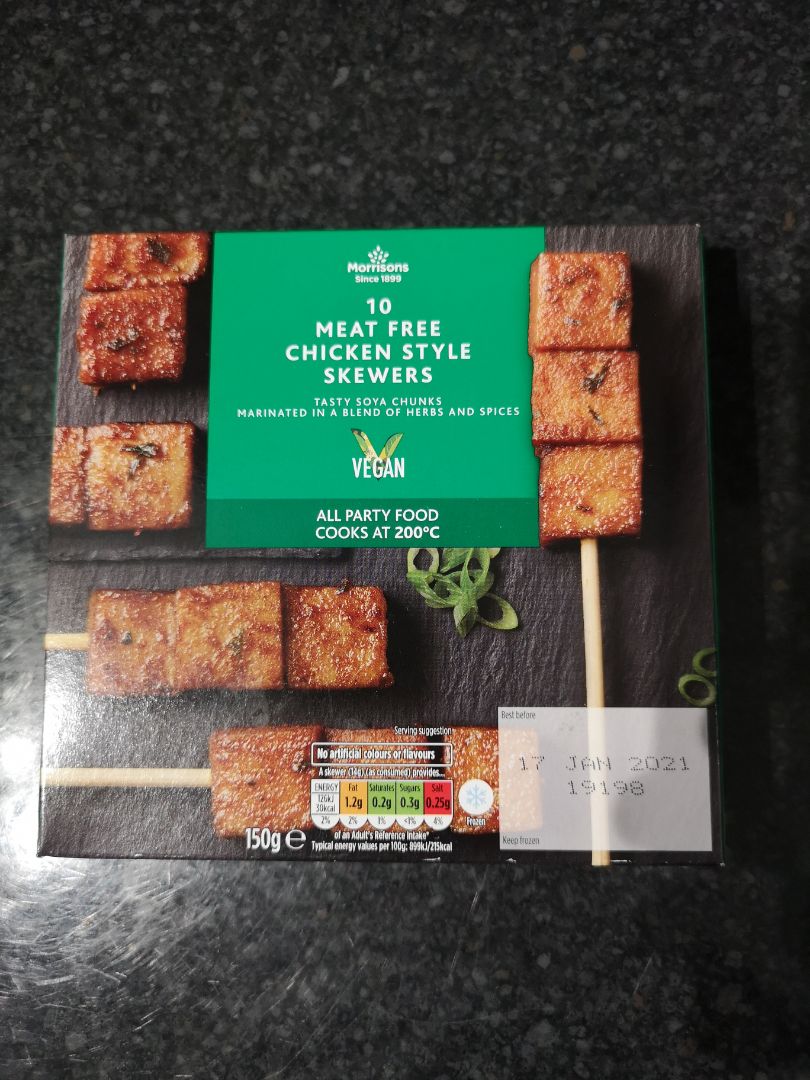 Morrisons
Since 1899
10
MEAT FREE
CHICKEN STYLE
SKEWERS
TASTY SOYA CHUNKS
MARINATED IN A BLEND OF HERBS AND SPICES
VEGAN
ALL PARTY FOOD
COOKS AT 200°C
Serving suggestion
No artificial colours or flavours
A skewer (14g) (as consumed) provides...
ENERGY Fat Saturates Sugars Salt
126kJ
30kcal 1.2g 0.2g 0.3g 0.25g
2% 2% 1% <1% 4%
of an Adult's Reference Intake*
Typical energy values per 100g: 899kJ/215kcal
150g e
Frozen
Best before
17 JAN 2021
19198
Keep frozen